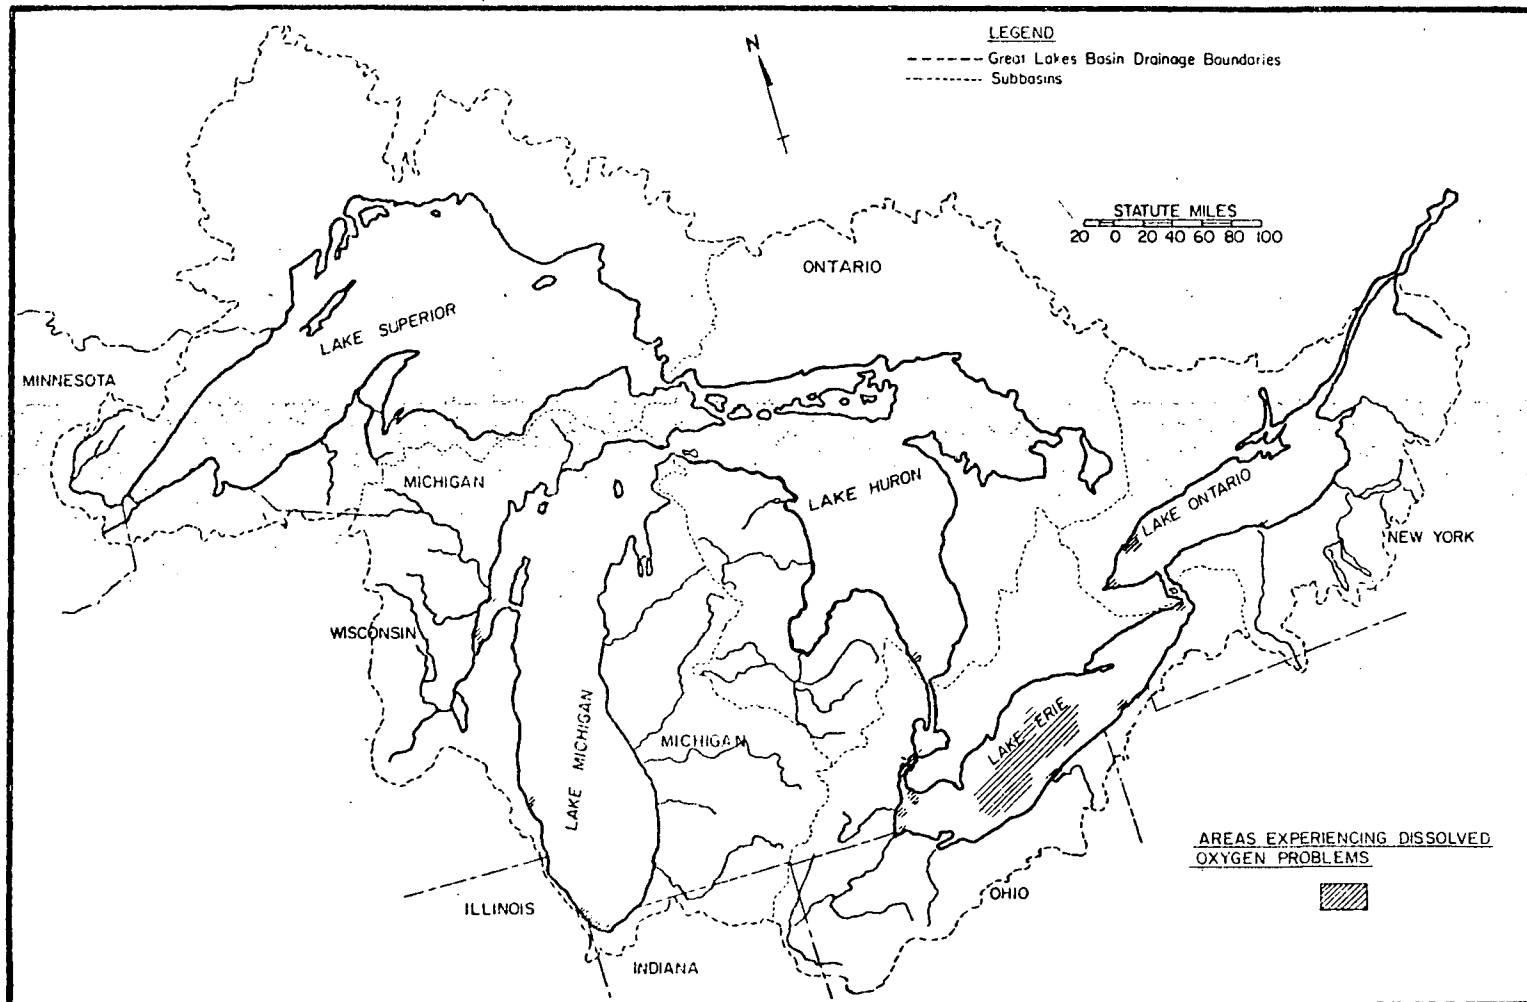 LEGEND
Great Lakes Basin Drainage Boundaries
Subbasins
N
STATUTE MILES
20 0 20 40 60 80 100
ONTARIO
LAKE SUPERIOR
MINNESOTA
MICHIGAN
LAKE HURON
LAKE ONTARIO
NEW YORK
WISCONSIN
LAKE MICHIGAN
MICHIGAN
LAKE ERIE
AREAS EXPERIENCING DISSOLVED
OXYGEN PROBLEMS
OHIO
ILLINOIS
INDIANA